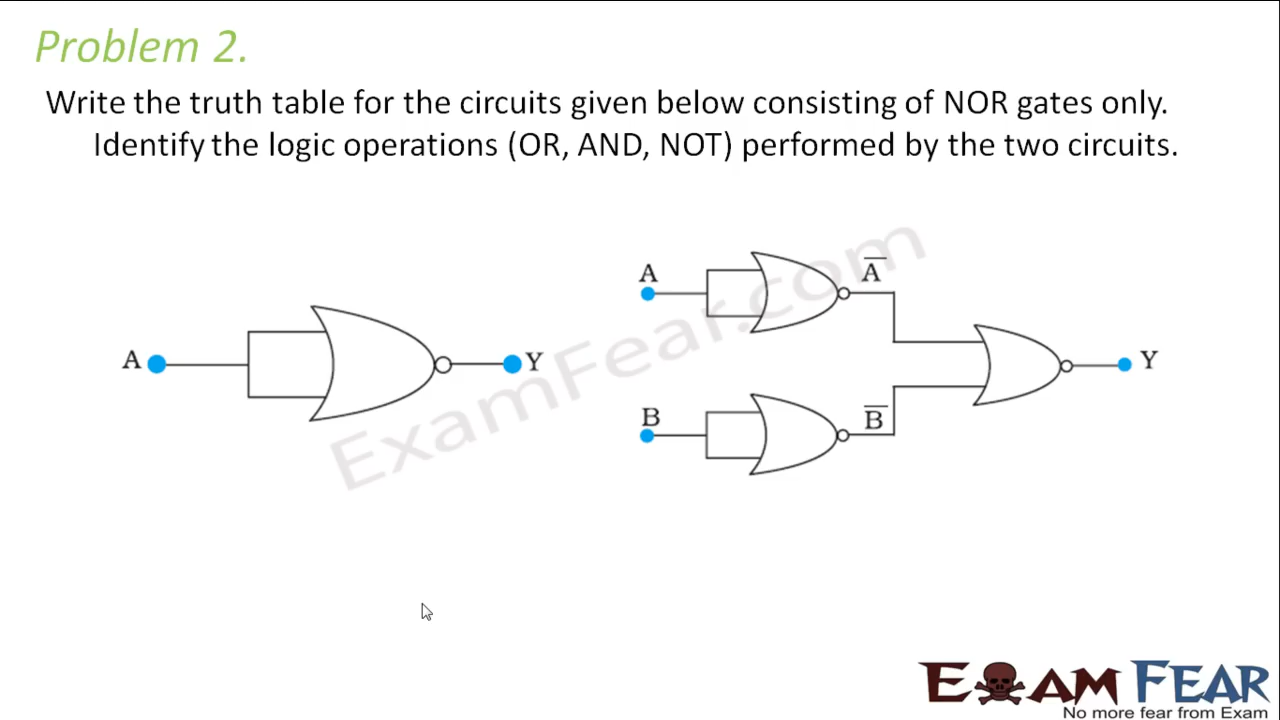 Problem 2.
Write the truth table for the circuits given below consisting of NOR gates only.
Identify the logic operations (OR, AND, NOT) performed by the two circuits.
A
Y
A
A̅
B
B̅
Y
ExamFear.com
EXAM FEAR
No more fear from Exam